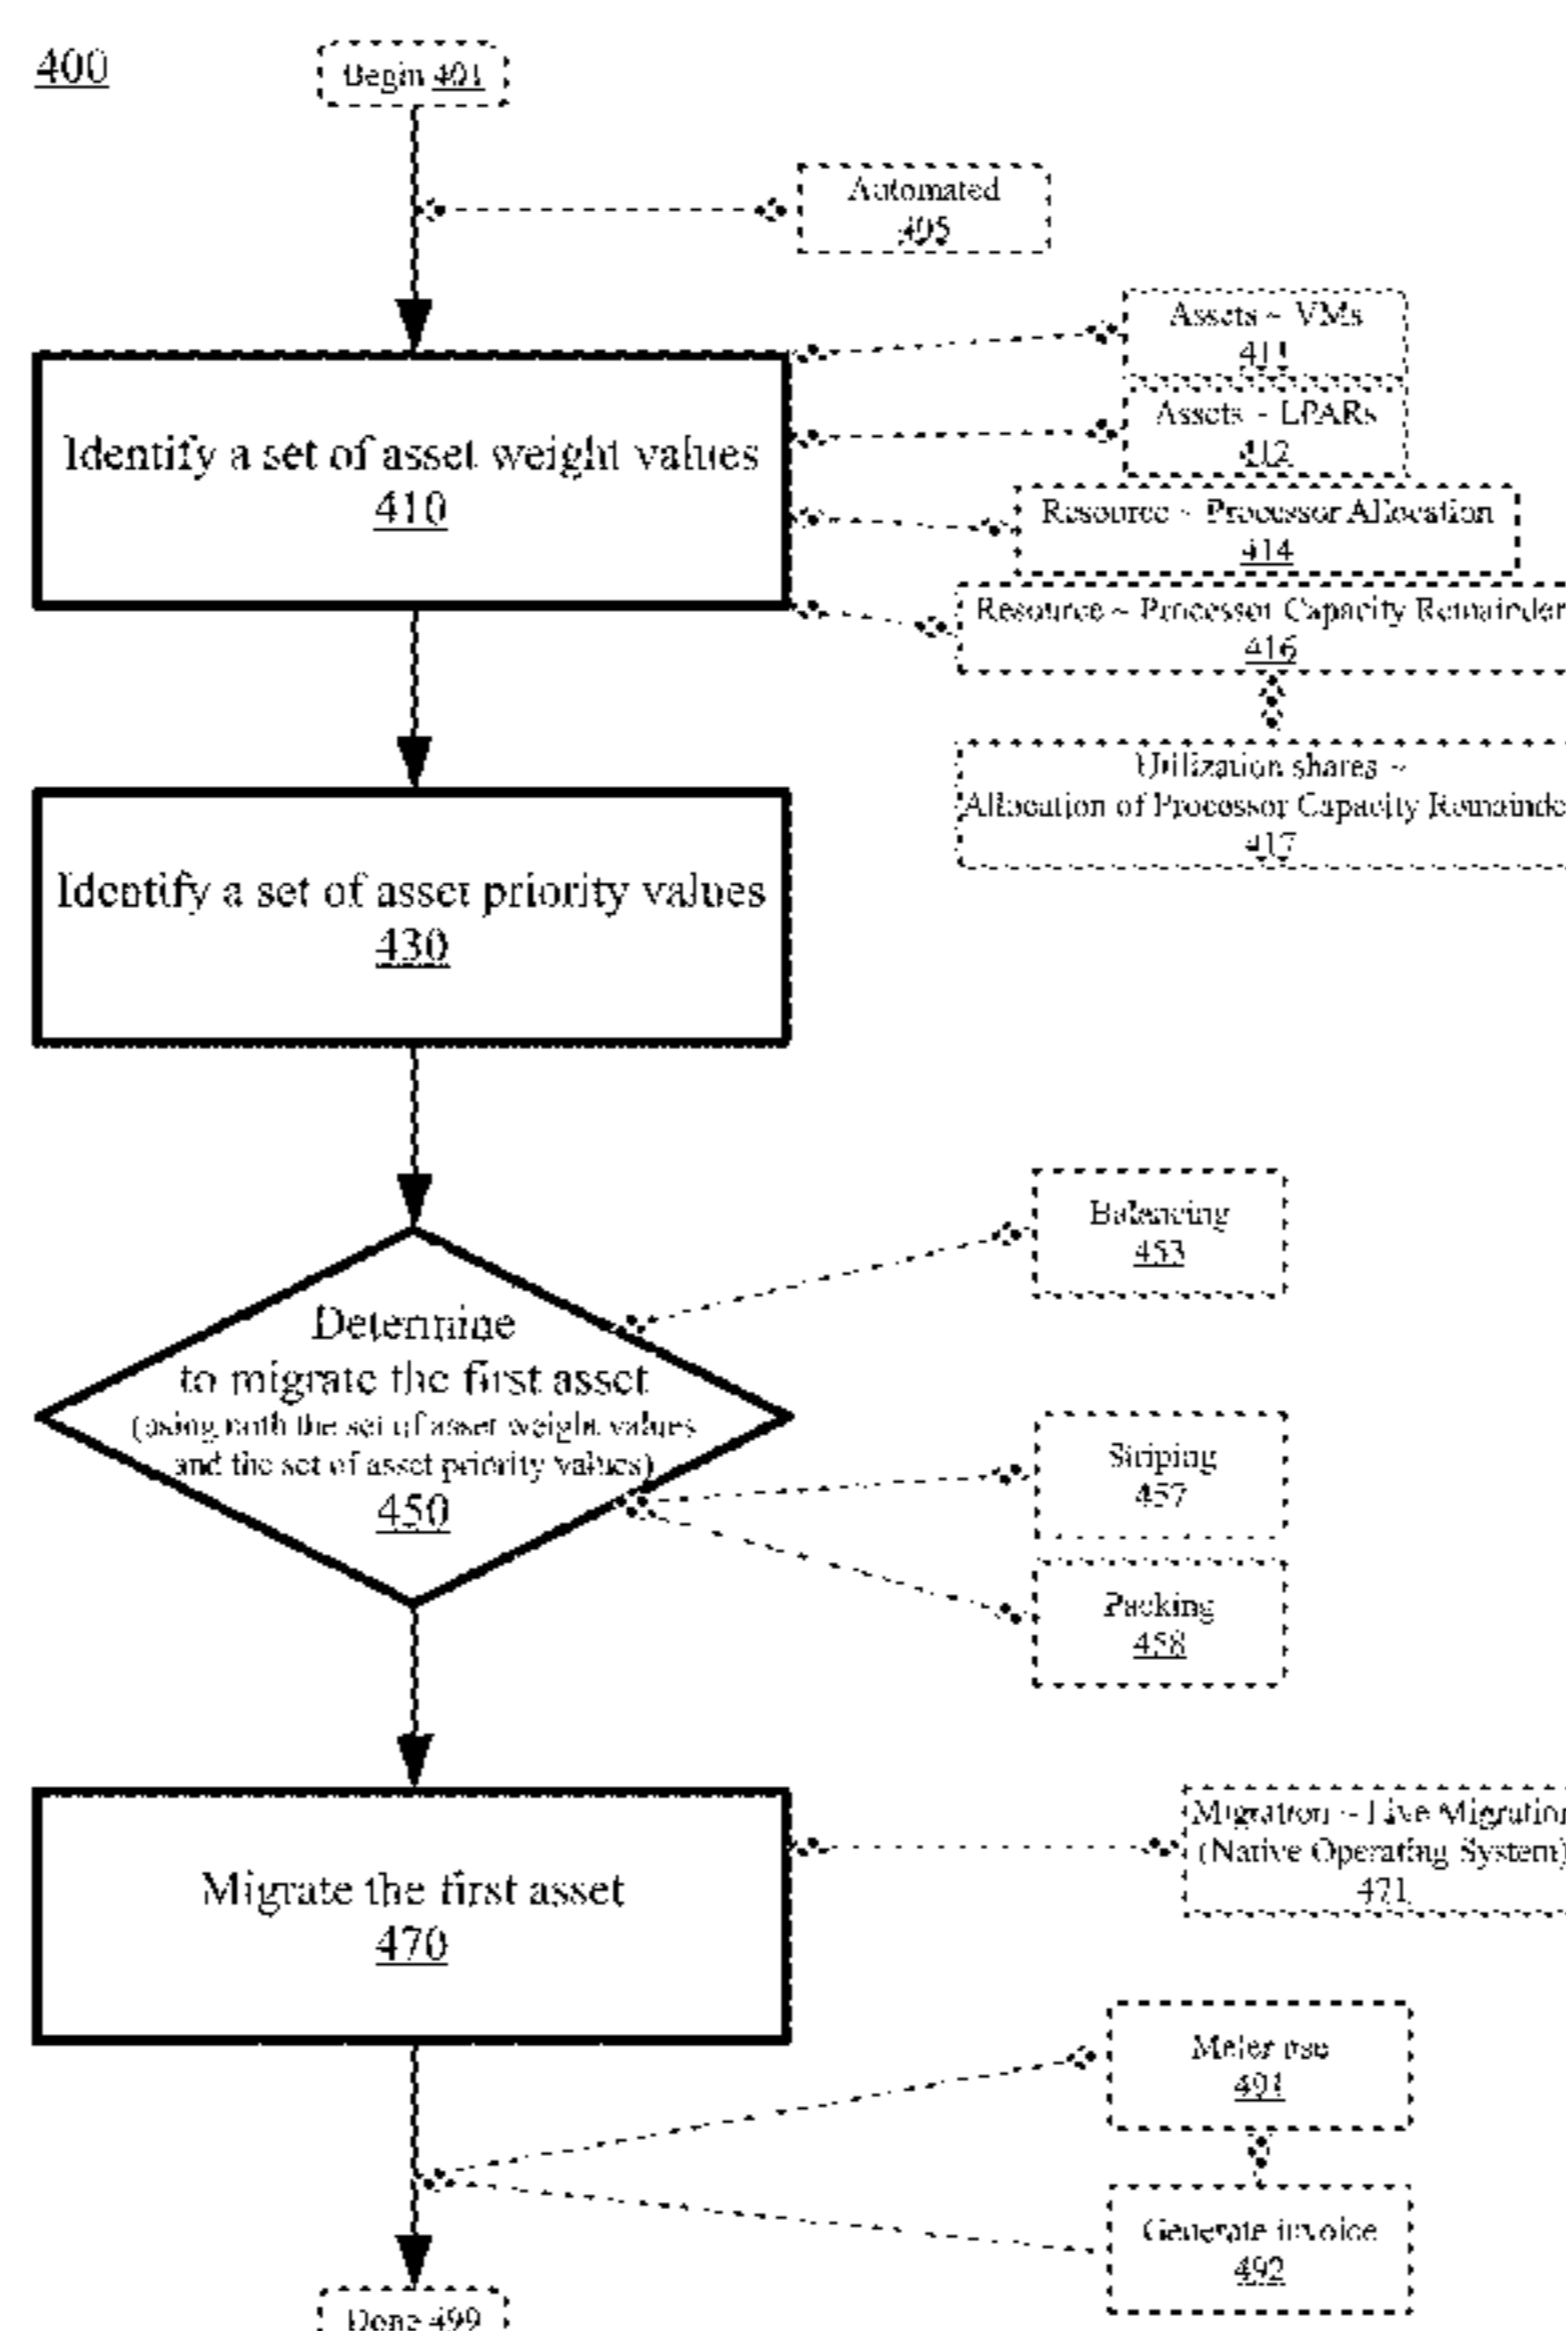 400
Begin 401
Automated
405
Assets ~ VMs
411
Assets ~ LPARs
412
Identify a set of asset weight values
410
Resource ~ Processor Allocation
414
Resource ~ Processor Capacity Remainder
416
Utilization shares ~
Allocation of Processor Capacity Remainde
417
Identify a set of asset priority values
430
Balancing
453
Determine
to migrate the first asset
(using both the set of asset weight values
and the set of asset priority values)
450
Striping
457
Packing
458
Migration ~ Live Migration
(Native Operating System)
471
Migrate the first asset
470
Meter use
491
Generate invoice
492
Done 499